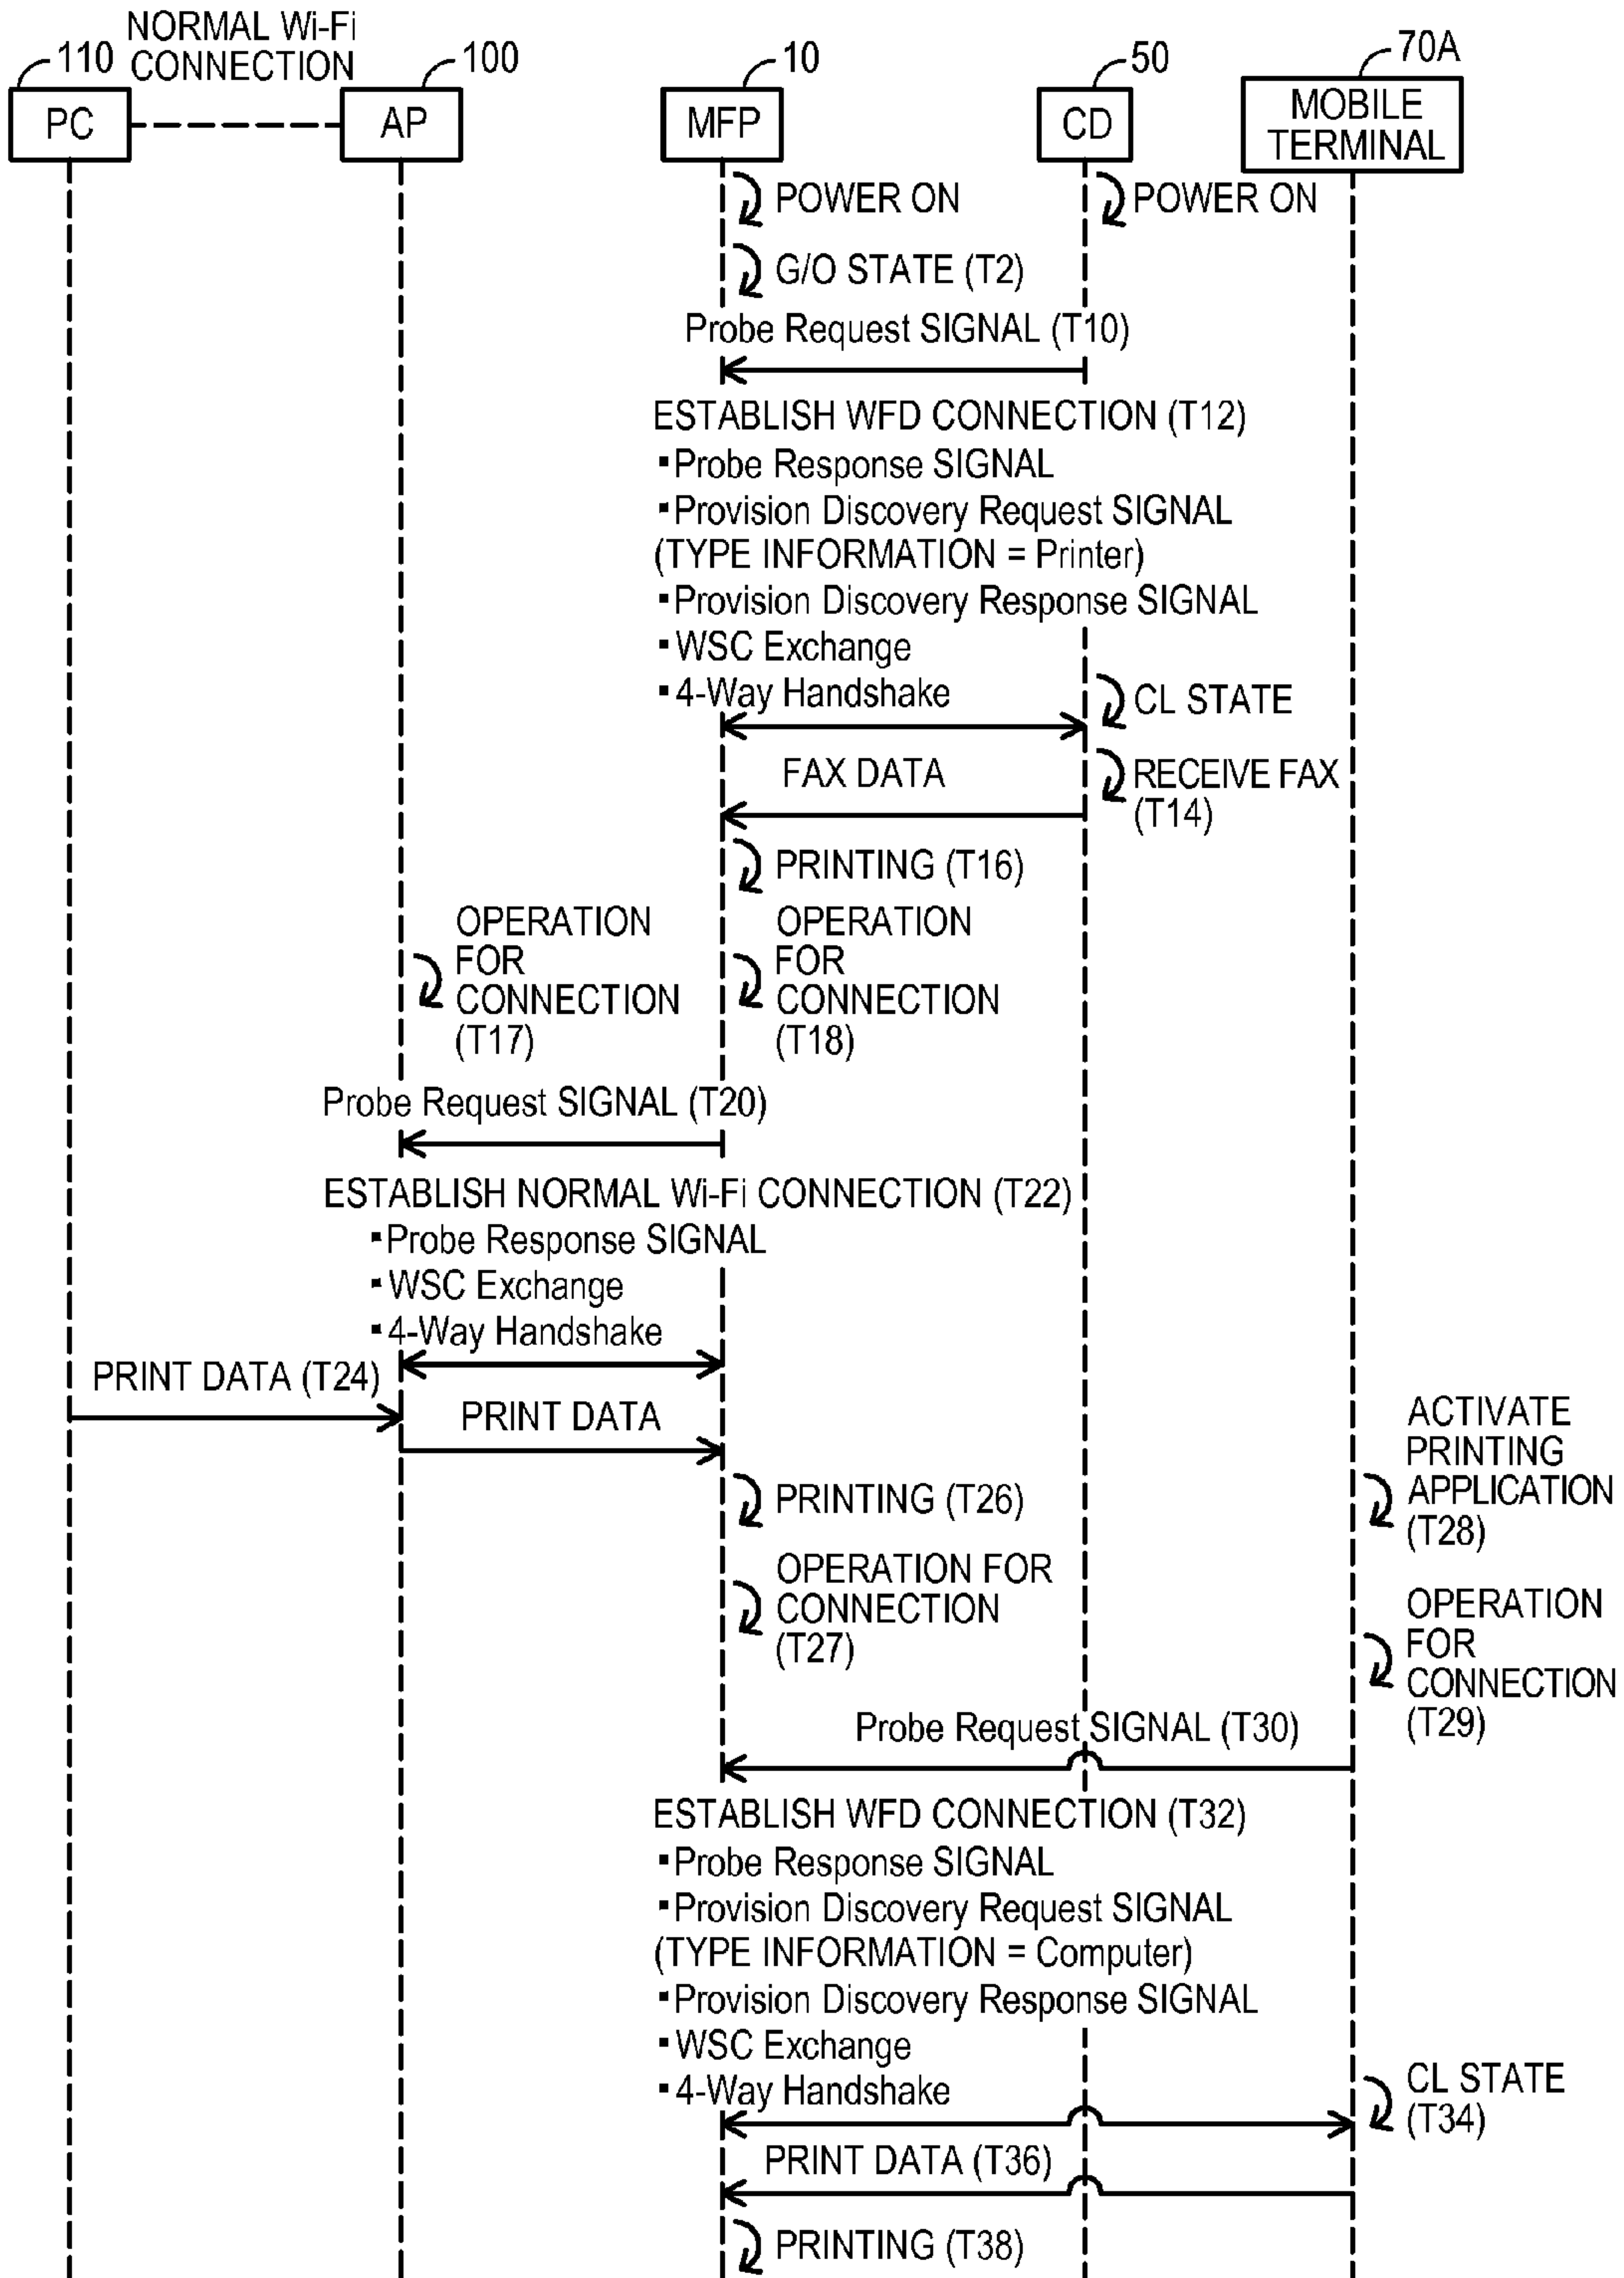 NORMAL Wi-Fi
CONNECTION
110
100
10
50
70A
PC
AP
MFP
CD
MOBILE
TERMINAL
POWER ON
POWER ON
G/O STATE (T2)
Probe Request SIGNAL (T10)
ESTABLISH WFD CONNECTION (T12)
▪Probe Response SIGNAL
▪Provision Discovery Request SIGNAL
(TYPE INFORMATION = Printer)
▪Provision Discovery Response SIGNAL
▪WSC Exchange
▪4-Way Handshake
CL STATE
FAX DATA
RECEIVE FAX
(T14)
PRINTING (T16)
OPERATION
FOR
CONNECTION
(T17)
OPERATION
FOR
CONNECTION
(T18)
Probe Request SIGNAL (T20)
ESTABLISH NORMAL Wi-Fi CONNECTION (T22)
▪Probe Response SIGNAL
▪WSC Exchange
▪4-Way Handshake
PRINT DATA (T24)
PRINT DATA
ACTIVATE
PRINTING
APPLICATION
(T28)
PRINTING (T26)
OPERATION FOR
CONNECTION
(T27)
OPERATION
FOR
CONNECTION
(T29)
Probe Request SIGNAL (T30)
ESTABLISH WFD CONNECTION (T32)
▪Probe Response SIGNAL
▪Provision Discovery Request SIGNAL
(TYPE INFORMATION = Computer)
▪Provision Discovery Response SIGNAL
▪WSC Exchange
▪4-Way Handshake
CL STATE
(T34)
PRINT DATA (T36)
PRINTING (T38)